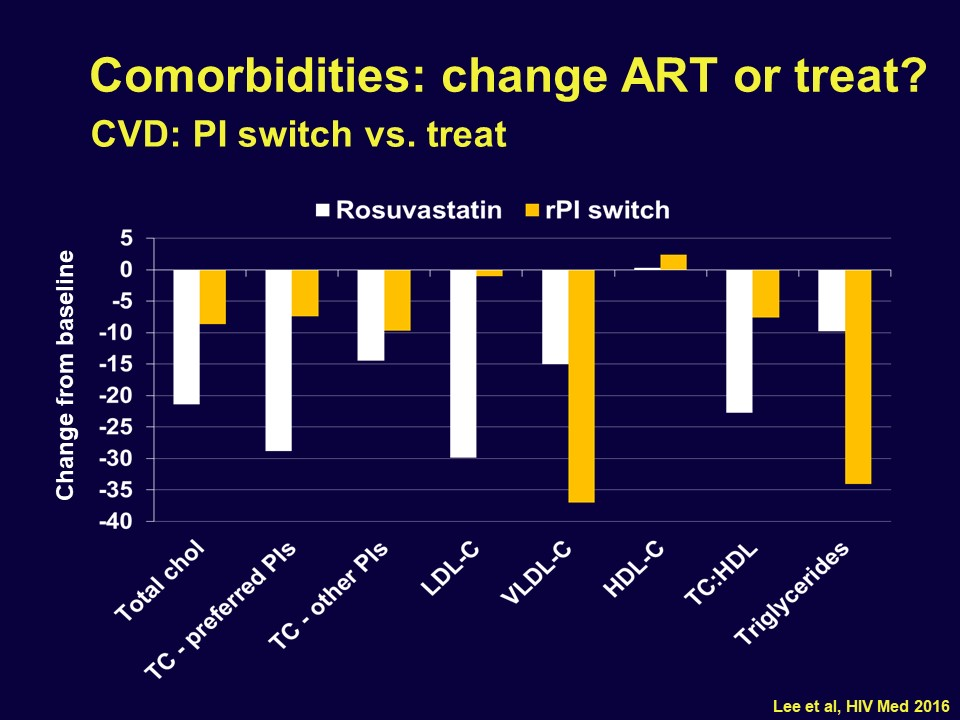 Comorbidities: change ART or treat?
CVD: PI switch vs. treat
Rosuvastatin rPI switch
Change from baseline
5
0
-5
-10
-15
-20
-25
-30
-35
-40
Total chol
TC - preferred PIs
TC - other PIs
LDL-C
VLDL-C
HDL-C
TC:HDL
Triglycerides
Lee et al, HIV Med 2016